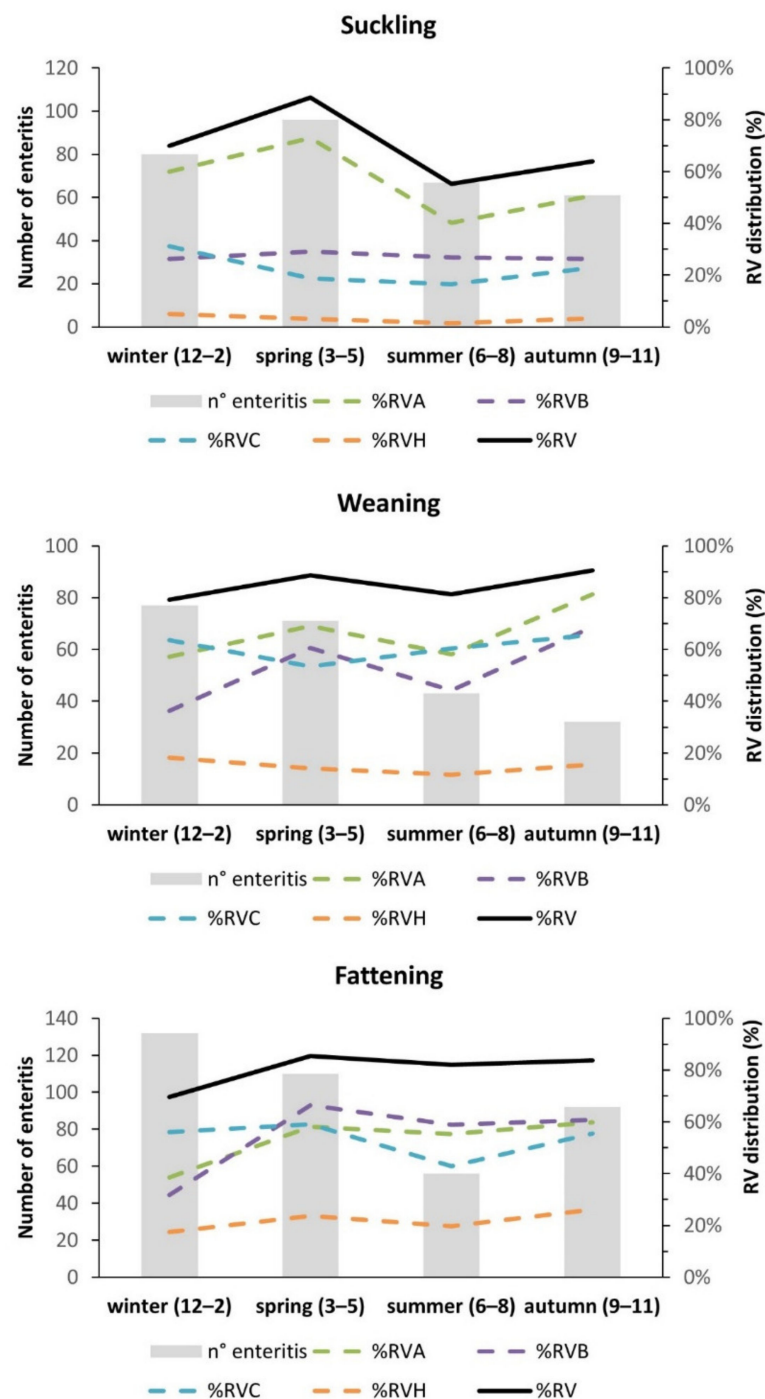 Suckling
120
100
80
60
40
20
0
100%
80%
60%
40%
20%
0%
Number of enteritis
RV distribution (%)
winter (12–2) spring (3–5) summer (6–8) autumn (9–11)
n° enteritis %RVA %RVB
%RVC %RVH %RV
Weaning
100
80
60
40
20
0
100%
80%
60%
40%
20%
0%
Number of enteritis
RV distribution (%)
winter (12–2) spring (3–5) summer (6–8) autumn (9–11)
n° enteritis %RVA %RVB
%RVC %RVH %RV
Fattening
140
120
100
80
60
40
20
0
100%
80%
60%
40%
20%
0%
Number of enteritis
RV distribution (%)
winter (12–2) spring (3–5) summer (6–8) autumn (9–11)
n° enteritis %RVA %RVB
%RVC %RVH %RV